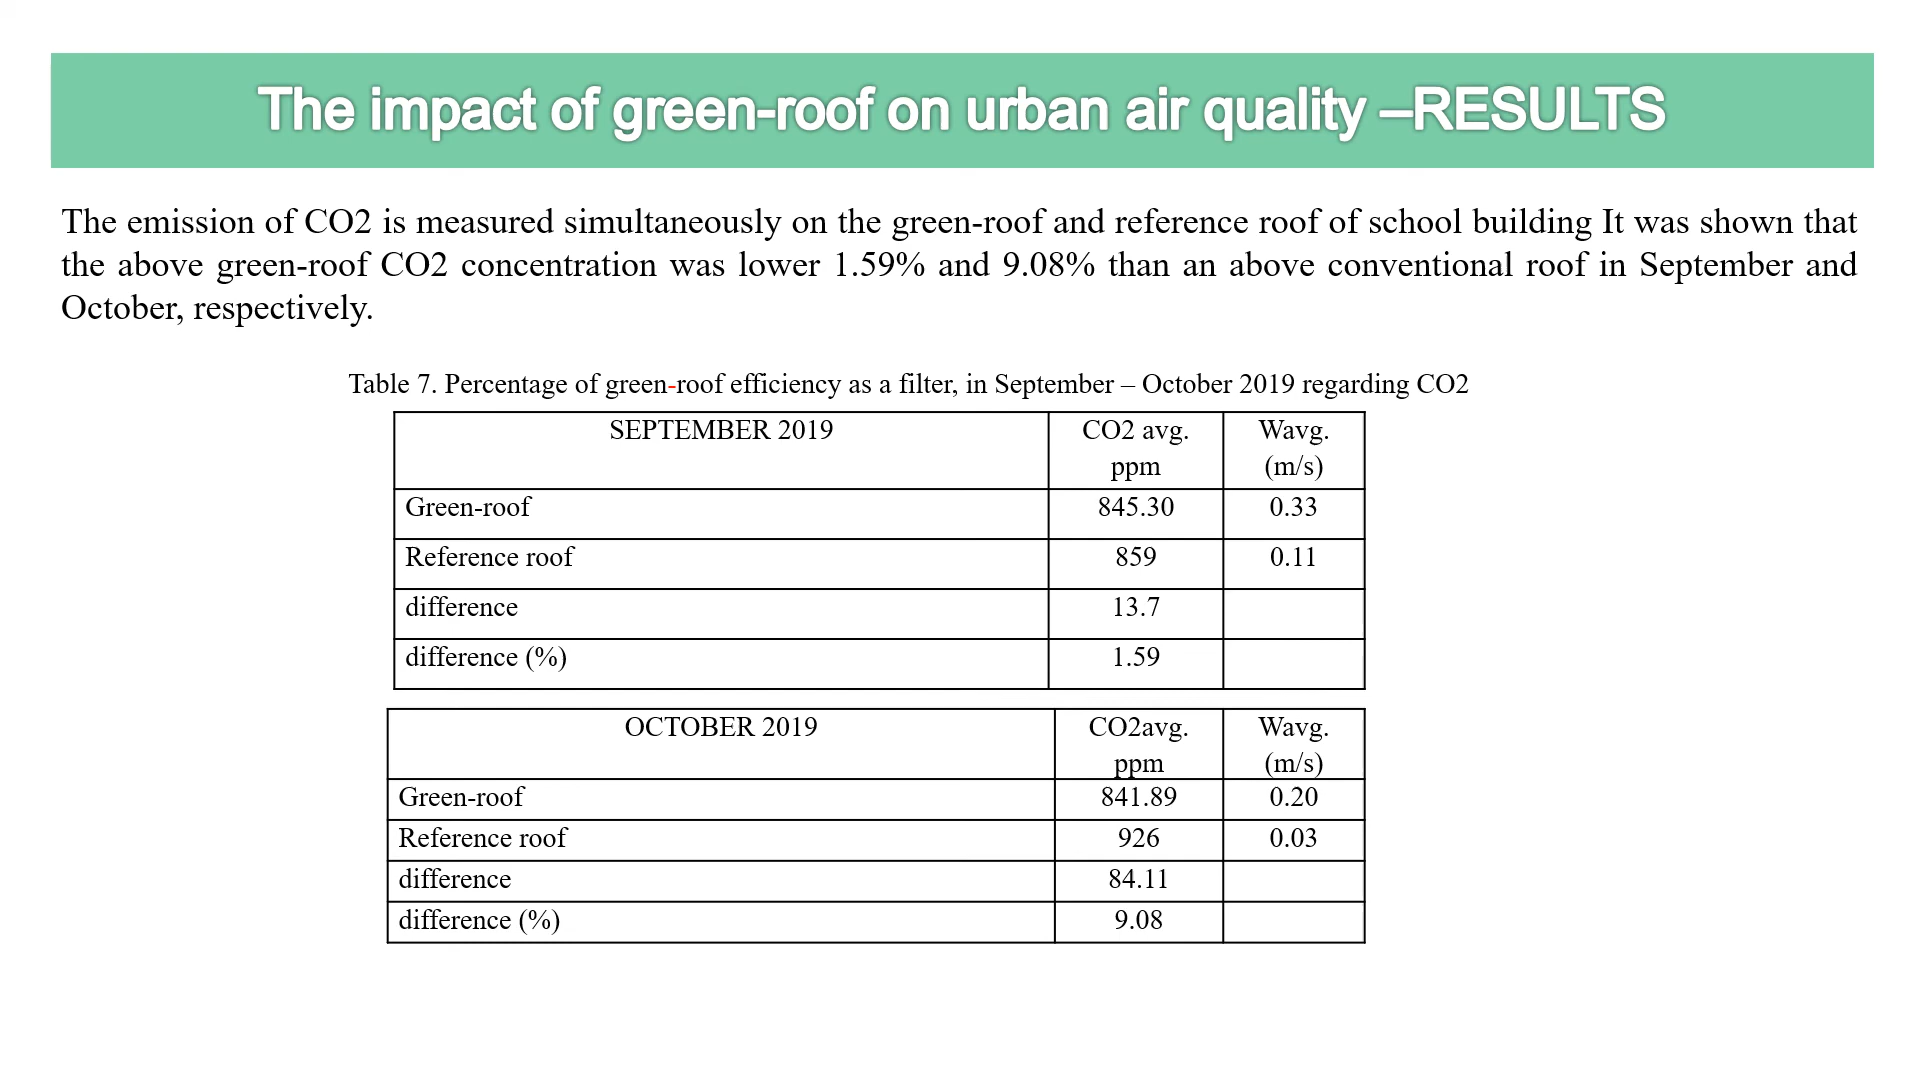 The impact of green-roof on urban air quality –RESULTS
The emission of CO2 is measured simultaneously on the green-roof and reference roof of school building It was shown that
the above green-roof CO2 concentration was lower 1.59% and 9.08% than an above conventional roof in September and
October, respectively.
Table 7. Percentage of green-roof efficiency as a filter, in September – October 2019 regarding CO2
SEPTEMBER 2019 CO2 avg. Wavg.
ppm (m/s)
Green-roof 845.30 0.33
Reference roof 859 0.11
difference 13.7
difference (%) 1.59
OCTOBER 2019 CO2avg. Wavg.
ppm (m/s)
Green-roof 841.89 0.20
Reference roof 926 0.03
difference 84.11
difference (%) 9.08